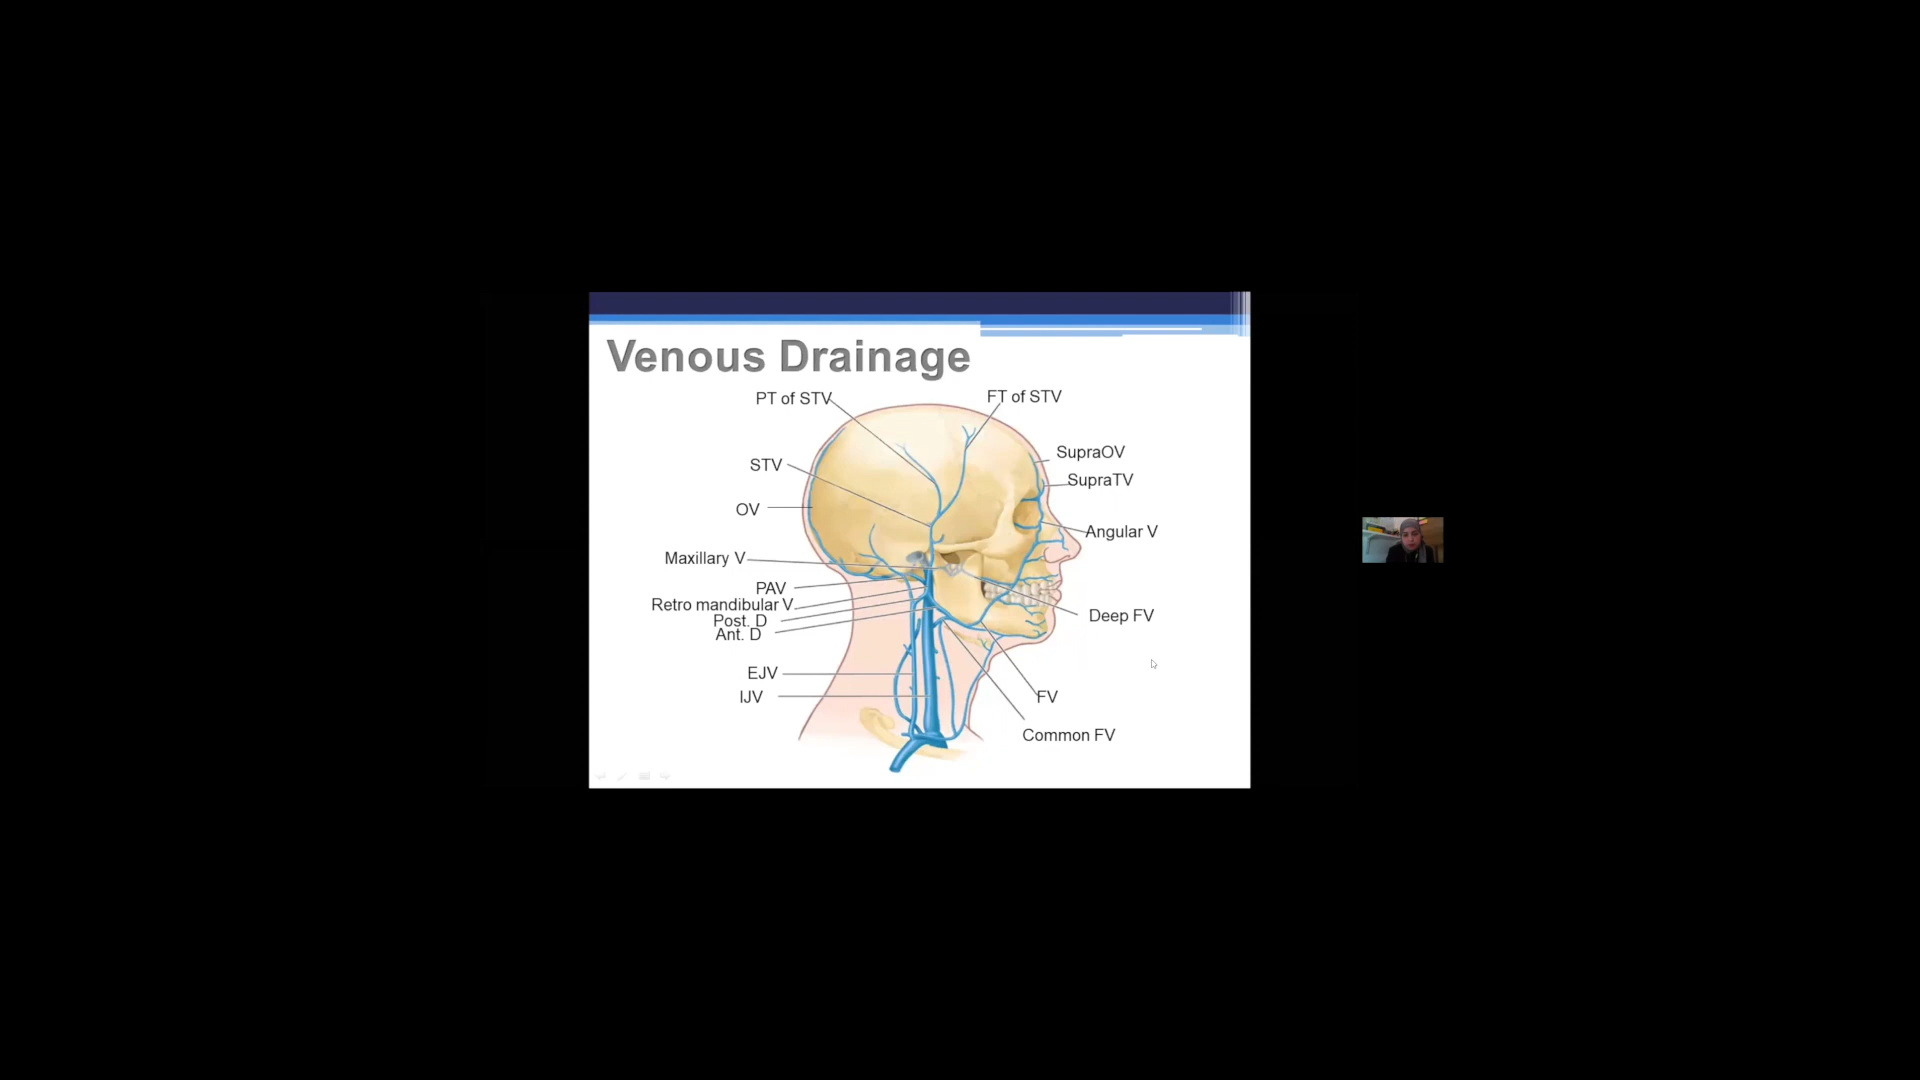 Venous Drainage
PT of STV
FT of STV
SupraOV
STV
SupraTV
OV
Angular V
Maxillary V
PAV
Retro mandibular V
Post. D
Deep FV
Ant. D
EJV
IJV
FV
Common FV